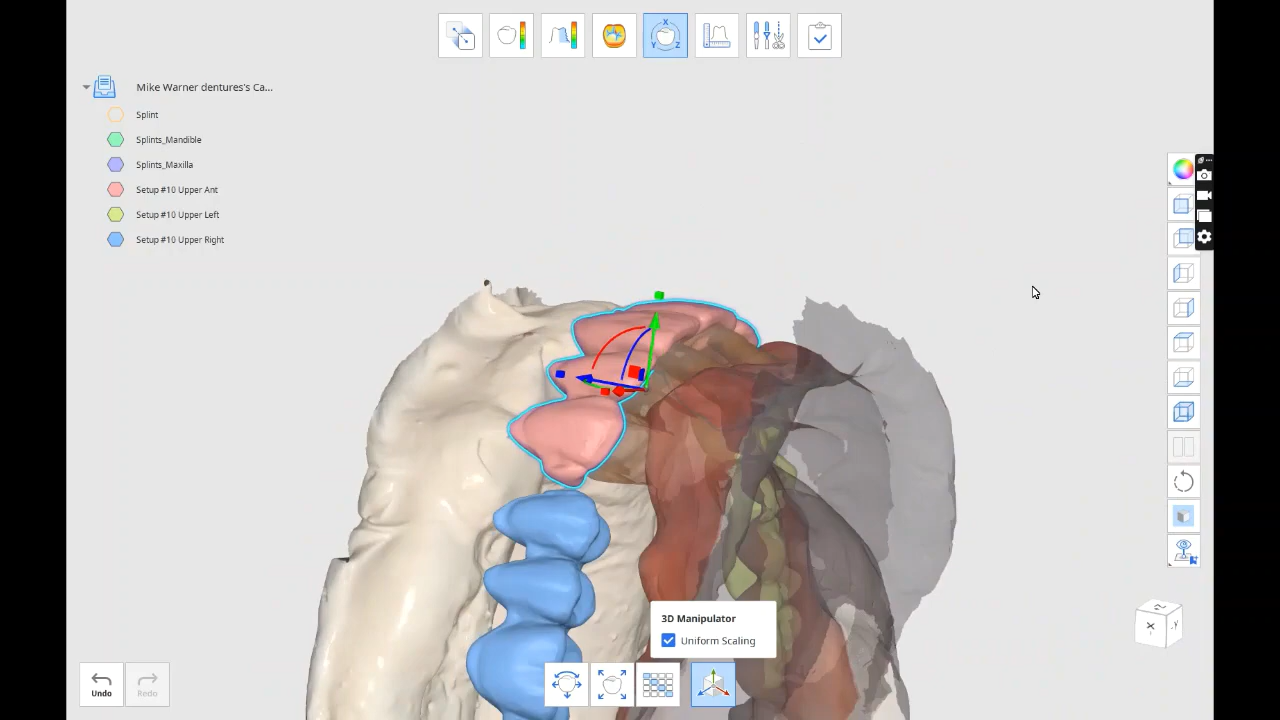 X
Y
Z
Mike Warner dentures's Ca...
Splint
Splints_Mandible
Splints_Maxilla
Setup #10 Upper Ant
Setup #10 Upper Left
Setup #10 Upper Right
3D Manipulator
Uniform Scaling
Undo
Redo
X
-Y